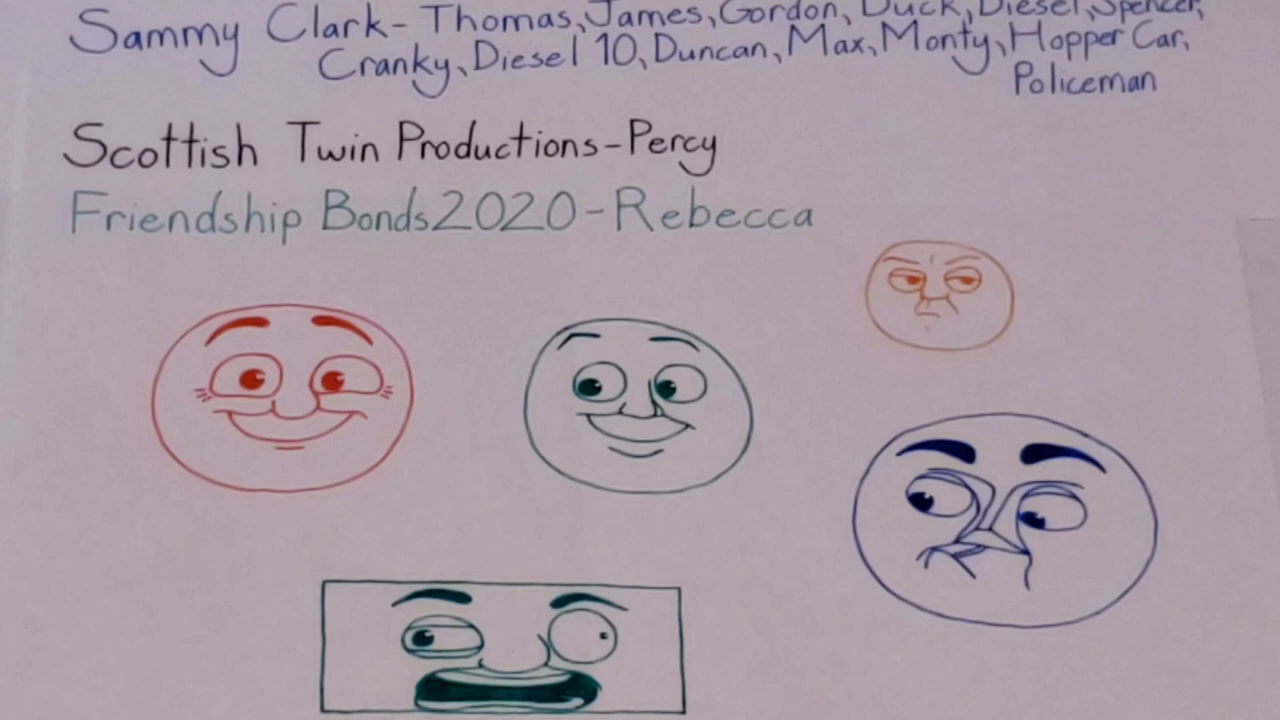 Sammy Clark- Thomas, James, Gordon, Duck, Diesel, Spencer,
Cranky, Diesel 10, Duncan, Max, Monty, Hopper Car,
Policeman
Scottish Twin Productions-Percy
Friendship Bonds2020-Rebecca